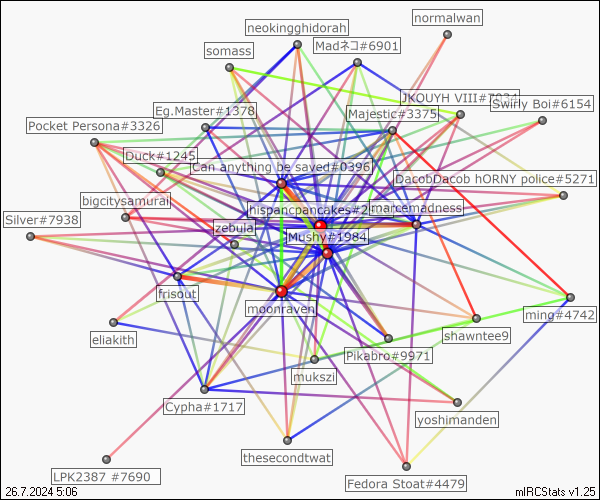 normalwan
neokingghidorah
Madネコ#6901
somass
JKOUYH VIII
Swirly Boi#6154
Eg.Master#1378
Majestic#3375
Pocket Persona#3326
Duck#1245
Can anything be saved#0396
DacobDacob hORNY police#5271
bigcitysamurai
hispancpancakes#2
marcemadness
Silver#7938
zebula
Mushy#1984
frisout
moonraven
ming#4742
eliakith
shawntee9
Pikabro#9971
mukszi
Cypha#1717
yoshimanden
thesecondtwat
LPK2387 #7690
Fedora Stoat#4479
26.7.2024 5:06
mIRCStats v1.25